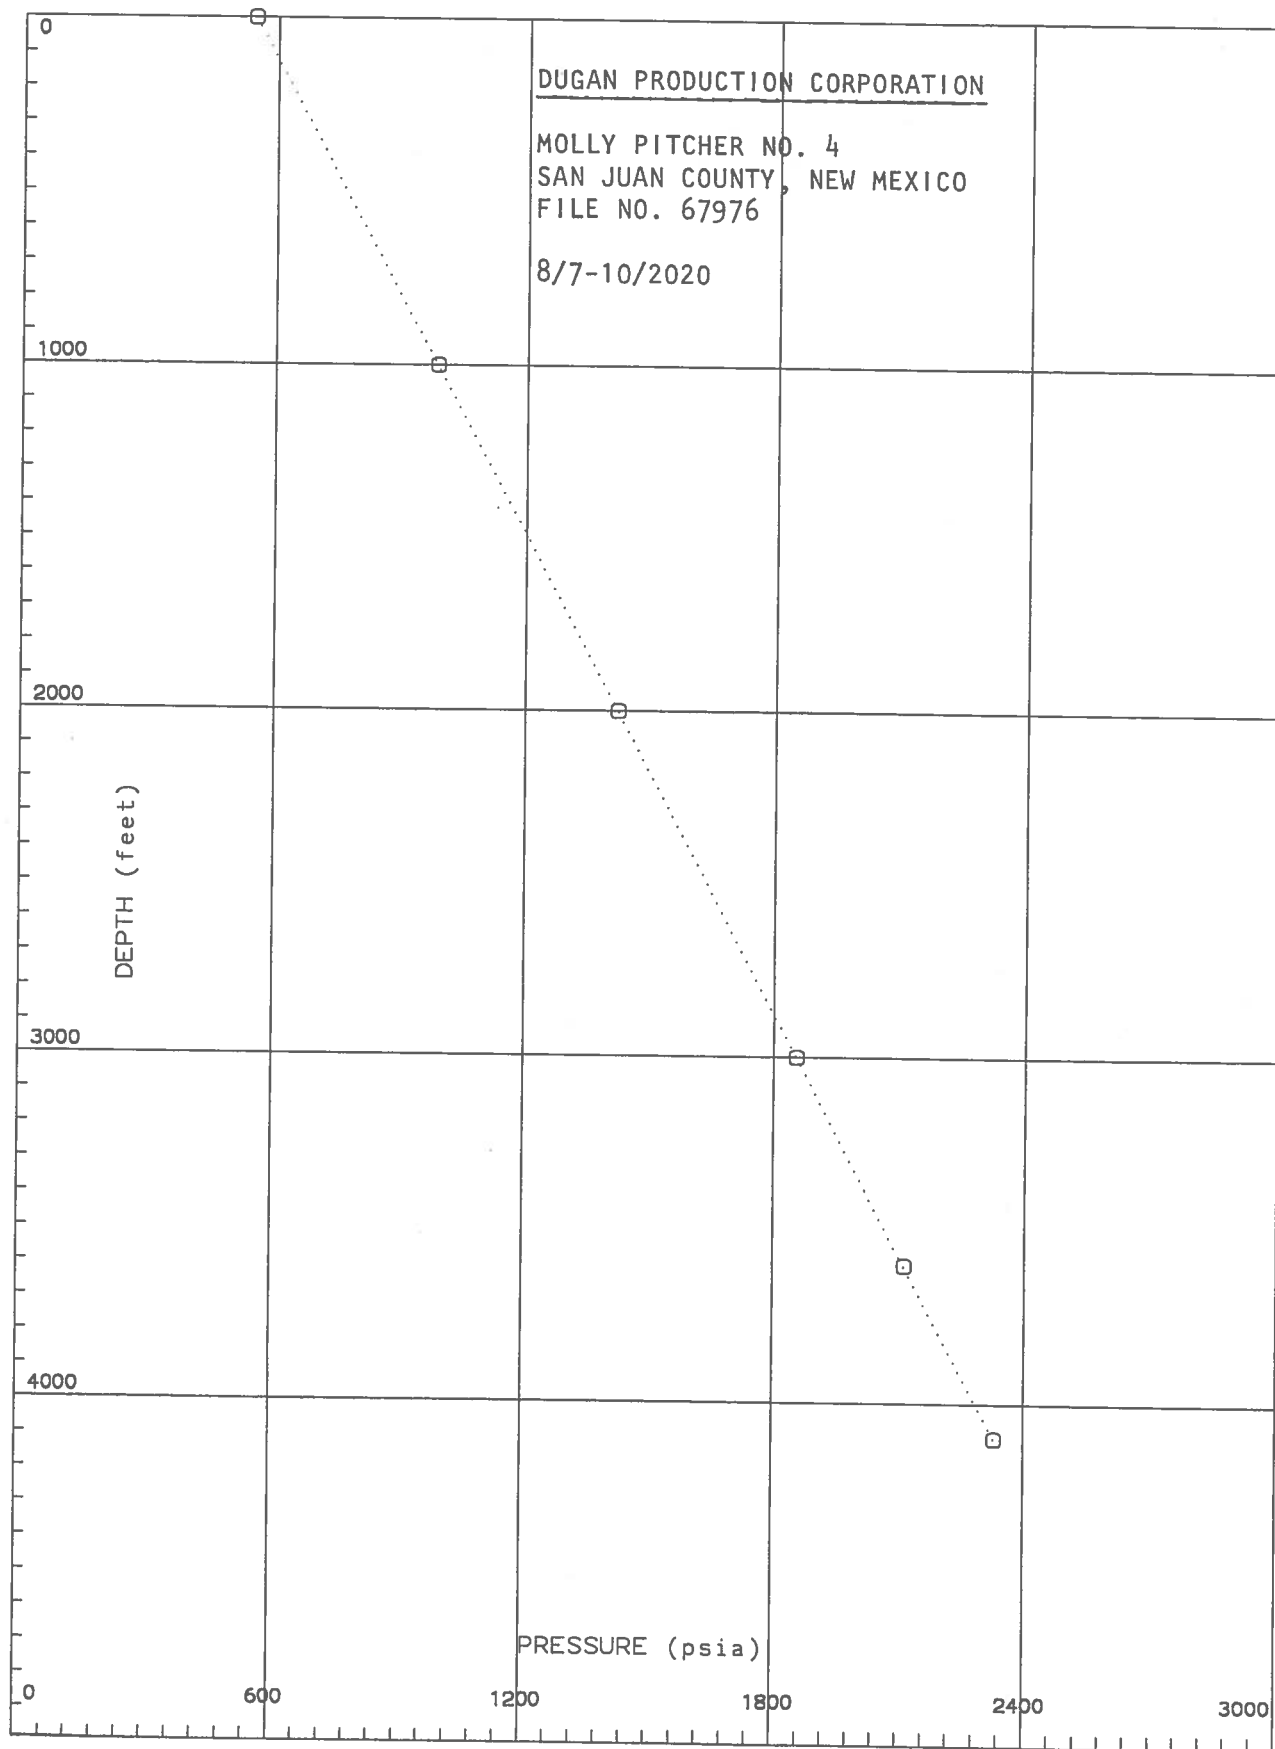 0
DUGAN PRODUCTION CORPORATION
MOLLY PITCHER NO. 4
SAN JUAN COUNTY, NEW MEXICO
FILE NO. 67976
8/7-10/2020
1000
2000
DEPTH (feet)
3000
4000
PRESSURE (psia)
0 600 1200 1800 2400 3000